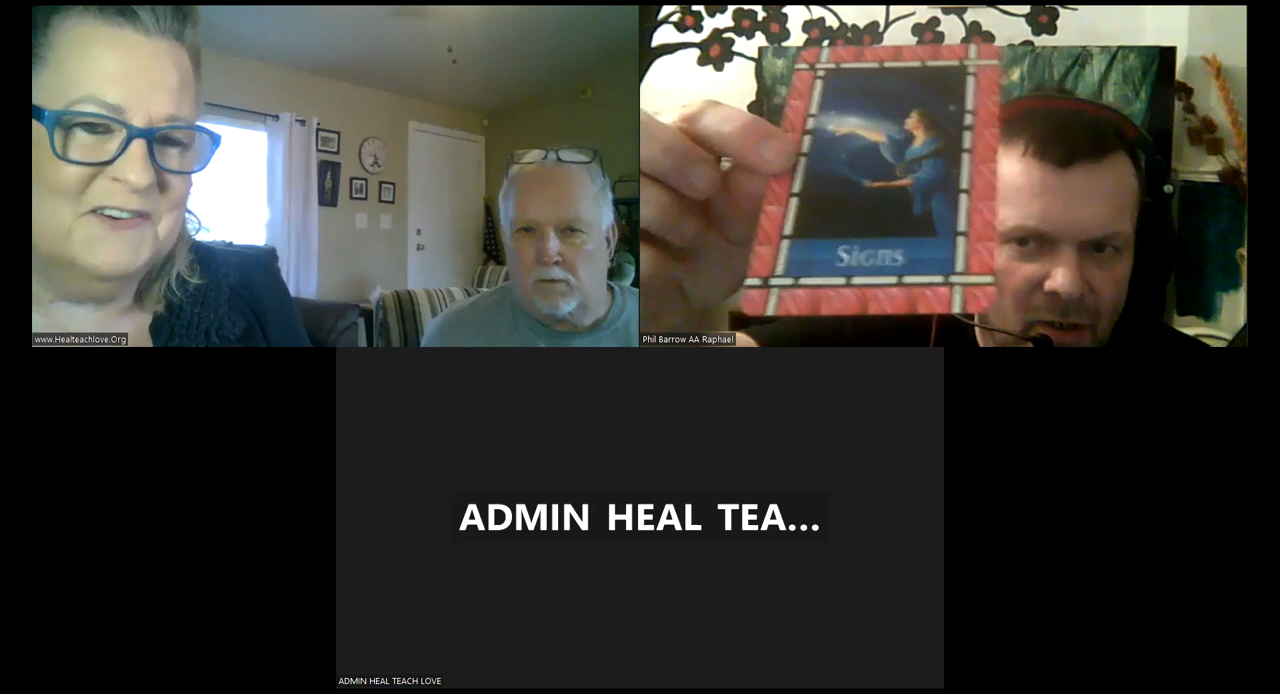 www.Healteachlove.Org
Signs
Phil Barrow AA Raphael
ADMIN HEAL TEA...
ADMIN HEAL TEACH LOVE